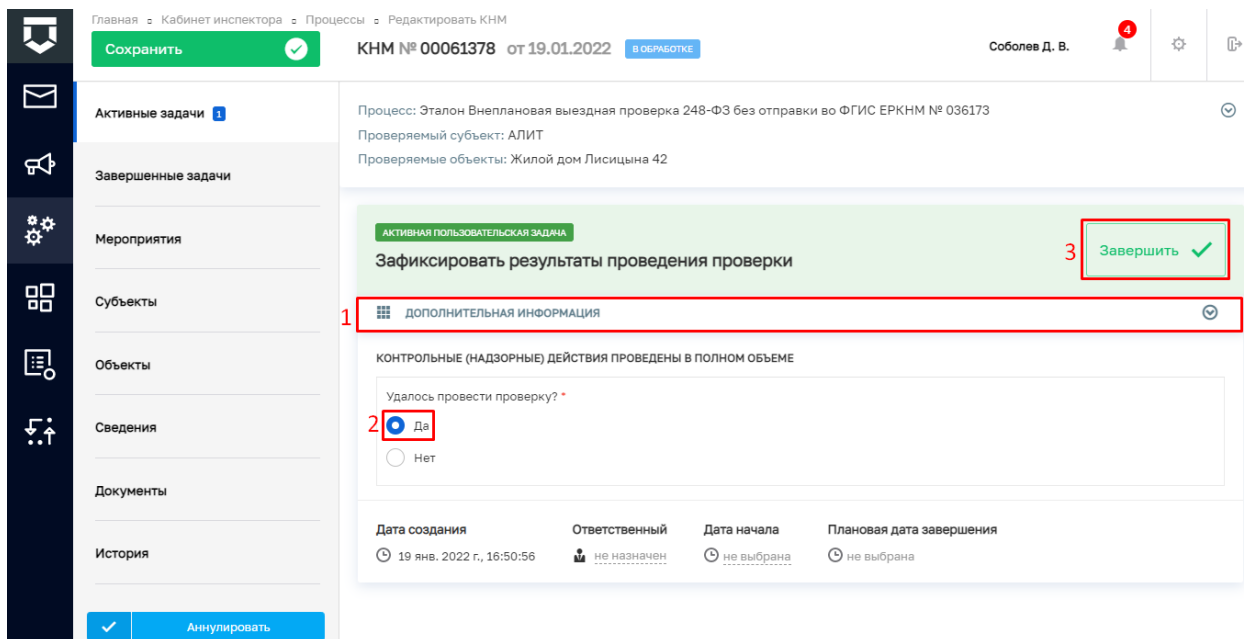 Главная ▫ Кабинет инспектора ▫ Процессы ▫ Редактировать КНМ
Сохранить
КНМ № 00061378 от 19.01.2022 В ОБРАБОТКЕ
Соболев Д. В.
4
Активные задачи 1
Завершенные задачи
Мероприятия
Субъекты
Объекты
Сведения
Документы
История
Аннулировать
Процесс: Эталон Внеплановая выездная проверка 248-ФЗ без отправки во ФГИС ЕРКНМ № 036173
Проверяемый субъект: АЛИТ
Проверяемые объекты: Жилой дом Лисицына 42
АКТИВНАЯ ПОЛЬЗОВАТЕЛЬСКАЯ ЗАДАЧА
Зафиксировать результаты проведения проверки
3 Завершить
1 ДОПОЛНИТЕЛЬНАЯ ИНФОРМАЦИЯ
КОНТРОЛЬНЫЕ (НАДЗОРНЫЕ) ДЕЙСТВИЯ ПРОВЕДЕНЫ В ПОЛНОМ ОБЪЕМЕ
Удалось провести проверку? *
2 Да
Нет
Дата создания Ответственный Дата начала Плановая дата завершения
19 янв. 2022 г., 16:50:56 не назначен не выбрана не выбрана